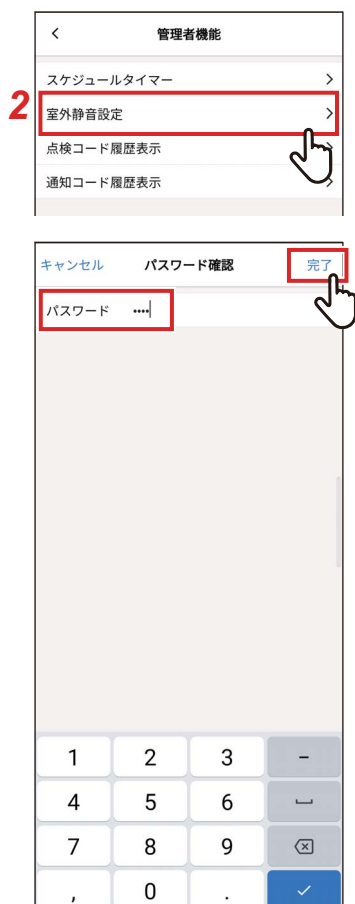 管理者機能
スケジュールタイマー
2
室外静音設定
点検コード履歴表示
通知コード履歴表示
キャンセル パスワード確認 完了
パスワード ••••
1 2 3 -
4 5 6
7 8 9
, 0 .